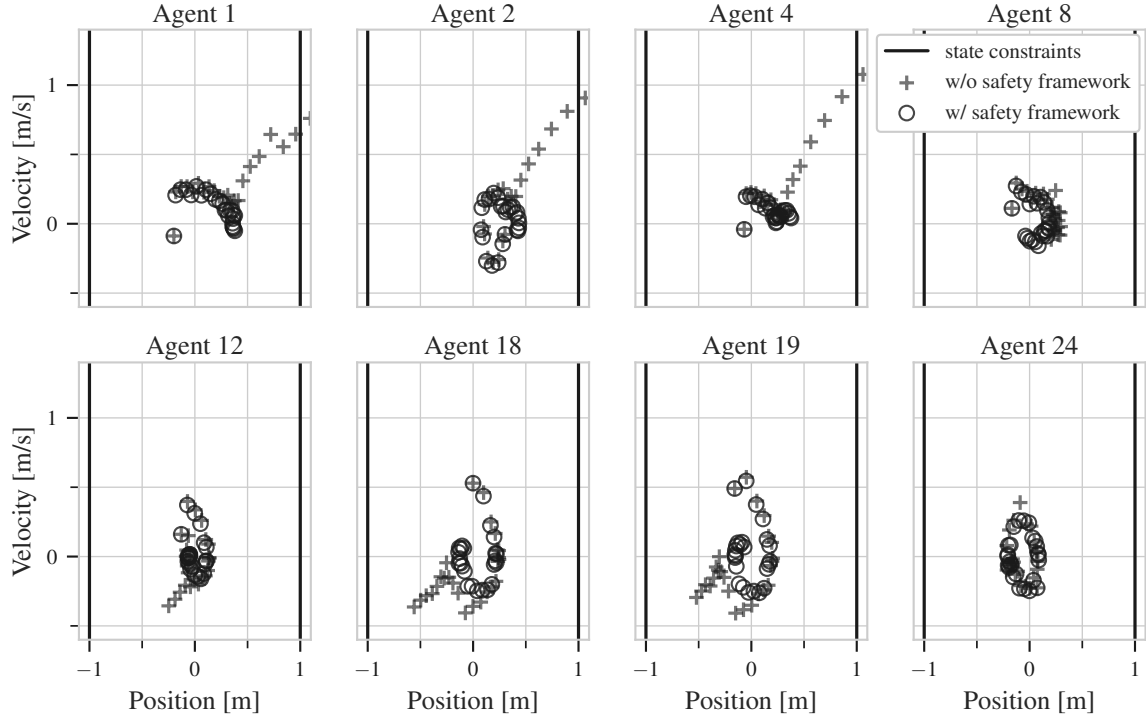 Agent 1
Agent 2
Agent 4
Agent 8
state constraints
w/o safety framework
w/ safety framework
Velocity [m/s]
1
0
Agent 12
Agent 18
Agent 19
Agent 24
Velocity [m/s]
1
0
−1 0 1
−1 0 1
−1 0 1
−1 0 1
Position [m]
Position [m]
Position [m]
Position [m]